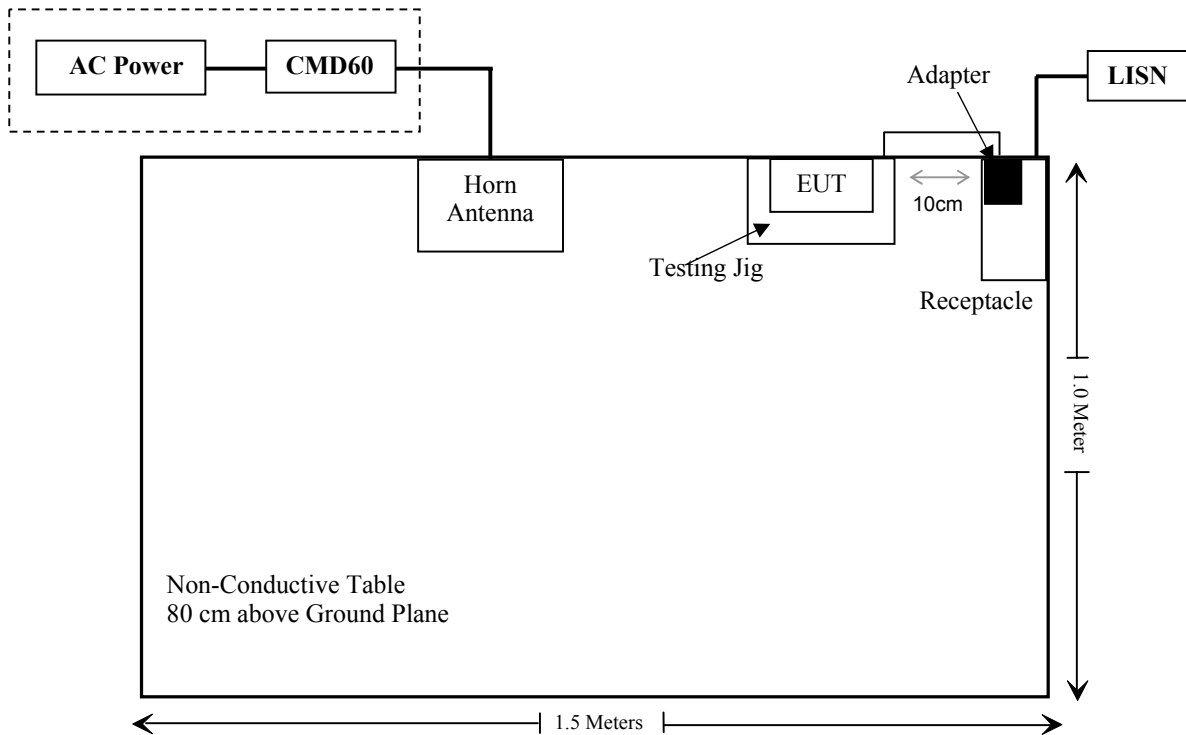 AC Power
CMD60
Adapter
LISN
Horn
Antenna
EUT
10cm
Testing Jig
Receptacle
1.0 Meter
Non-Conductive Table
80 cm above Ground Plane
1.5 Meters